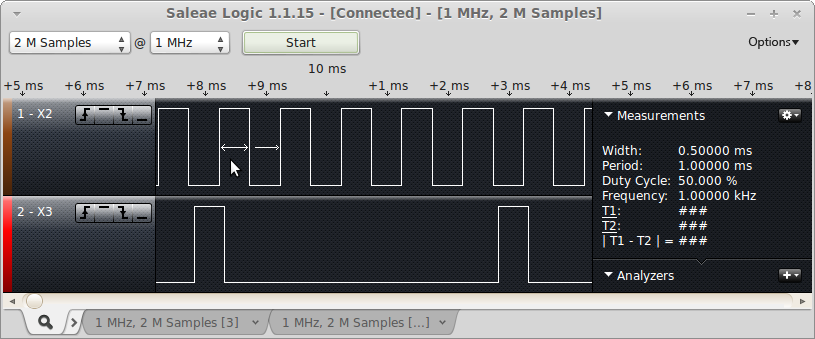 Saleae Logic 1.1.15 - [Connected] - [1 MHz, 2 M Samples]
2 M Samples @ 1 MHz Start Options
10 ms
+5 ms +6 ms +7 ms +8 ms +9 ms +1 ms +2 ms +3 ms +4 ms +5 ms +6 ms +7 ms +8
1 - X2
2 - X3
Measurements
Width: 0.50000 ms
Period: 1.00000 ms
Duty Cycle: 50.000 %
Frequency: 1.00000 kHz
T1: ###
T2: ###
| T1 - T2 | = ###
Analyzers
1 MHz, 2 M Samples [3] 1 MHz, 2 M Samples [...]